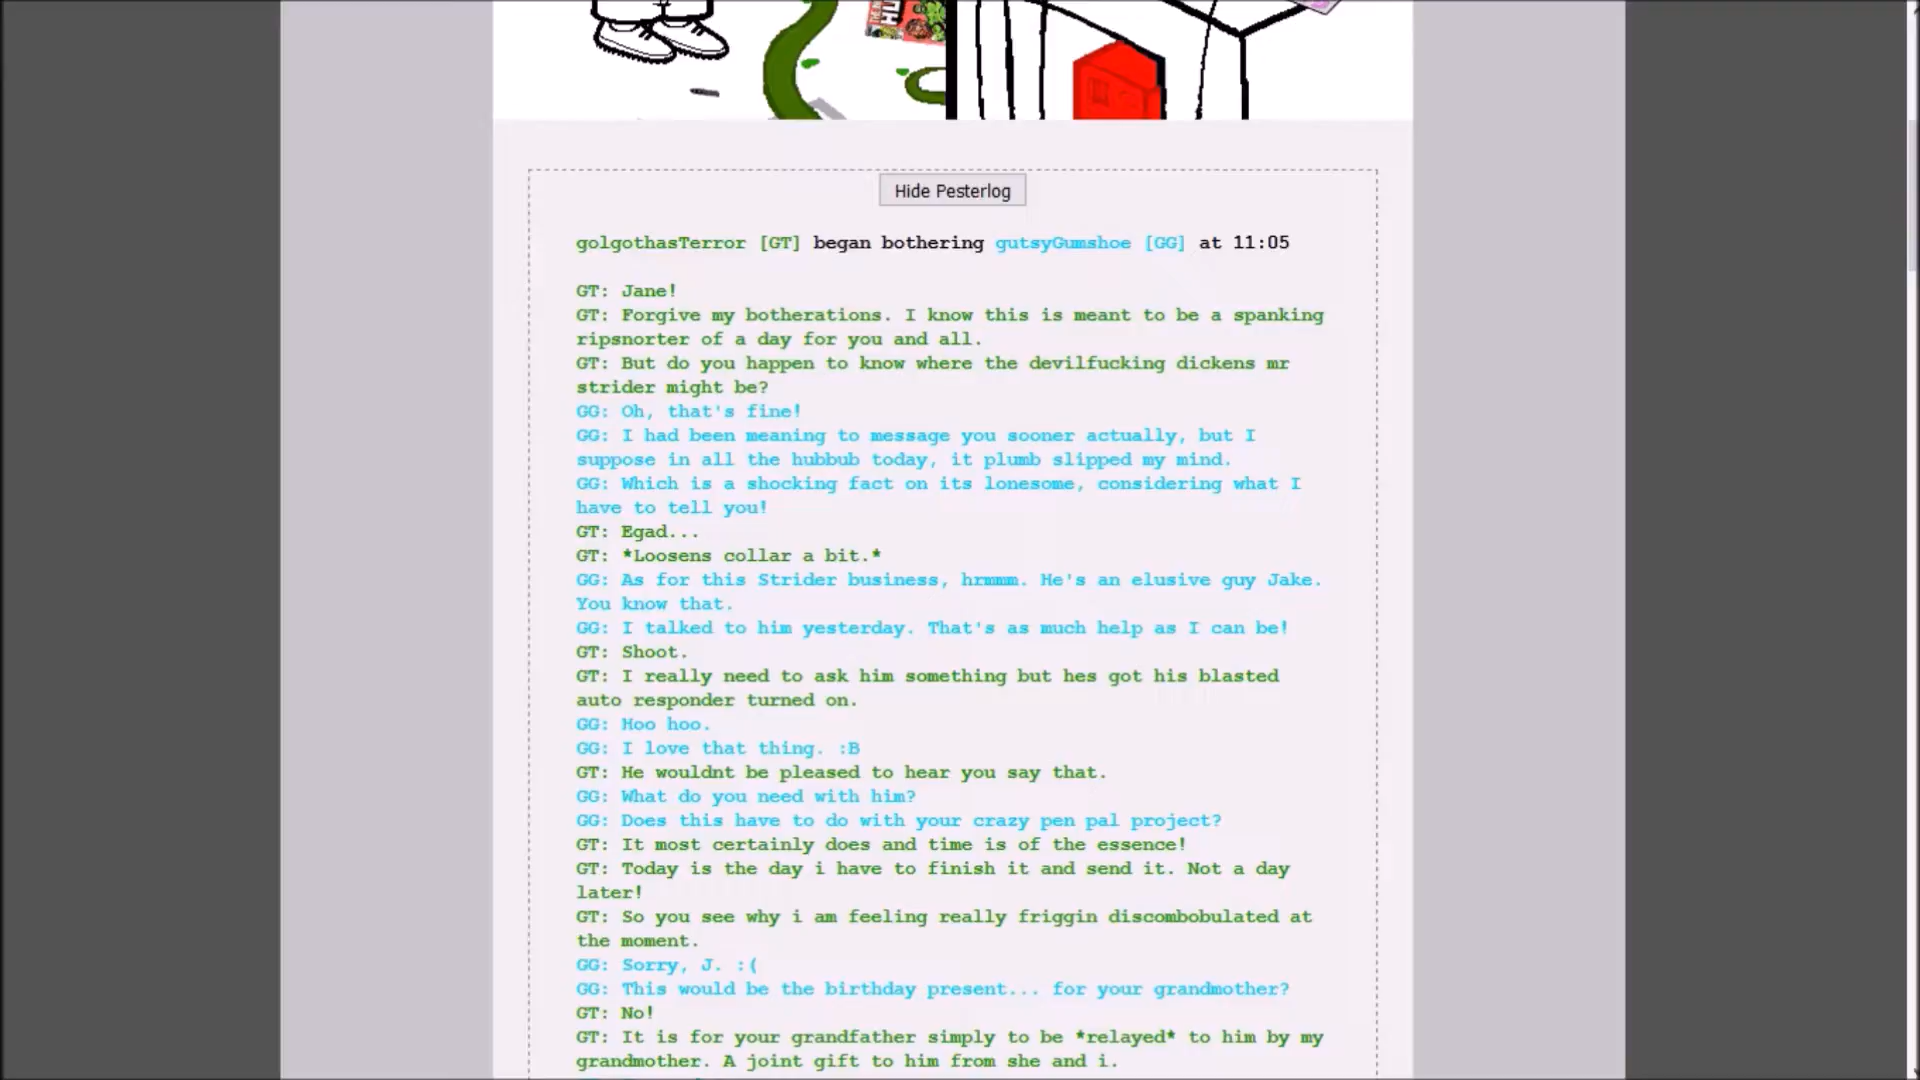 Hide Pesterlog
golgothasTerror [GT] began bothering gutsyGumshoe [GG] at 11:05
GT: Jane!
GT: Forgive my botherations. I know this is meant to be a spanking
ripsnorter of a day for you and all.
GT: But do you happen to know where the devilfucking dickens mr
strider might be?
GG: Oh, that's fine!
GG: I had been meaning to message you sooner actually, but I
suppose in all the hubbub today, it plumb slipped my mind.
GG: Which is a shocking fact on its lonesome, considering what I
have to tell you!
GT: Egad...
GT: *Loosens collar a bit.*
GG: As for this Strider business, hrmmm. He's an elusive guy Jake.
You know that.
GG: I talked to him yesterday. That's as much help as I can be!
GT: Shoot.
GT: I really need to ask him something but hes got his blasted
auto responder turned on.
GG: Hoo hoo.
GG: I love that thing. :B
GT: He wouldnt be pleased to hear you say that.
GG: What do you need with him?
GG: Does this have to do with your crazy pen pal project?
GT: It most certainly does and time is of the essence!
GT: Today is the day i have to finish it and send it. Not a day
later!
GT: So you see why i am feeling really friggin discombobulated at
the moment.
GG: Sorry, J. :(
GG: This would be the birthday present... for your grandmother?
GT: No!
GT: It is for your grandfather simply to be *relayed* to him by my
grandmother. A joint gift to him from she and i.